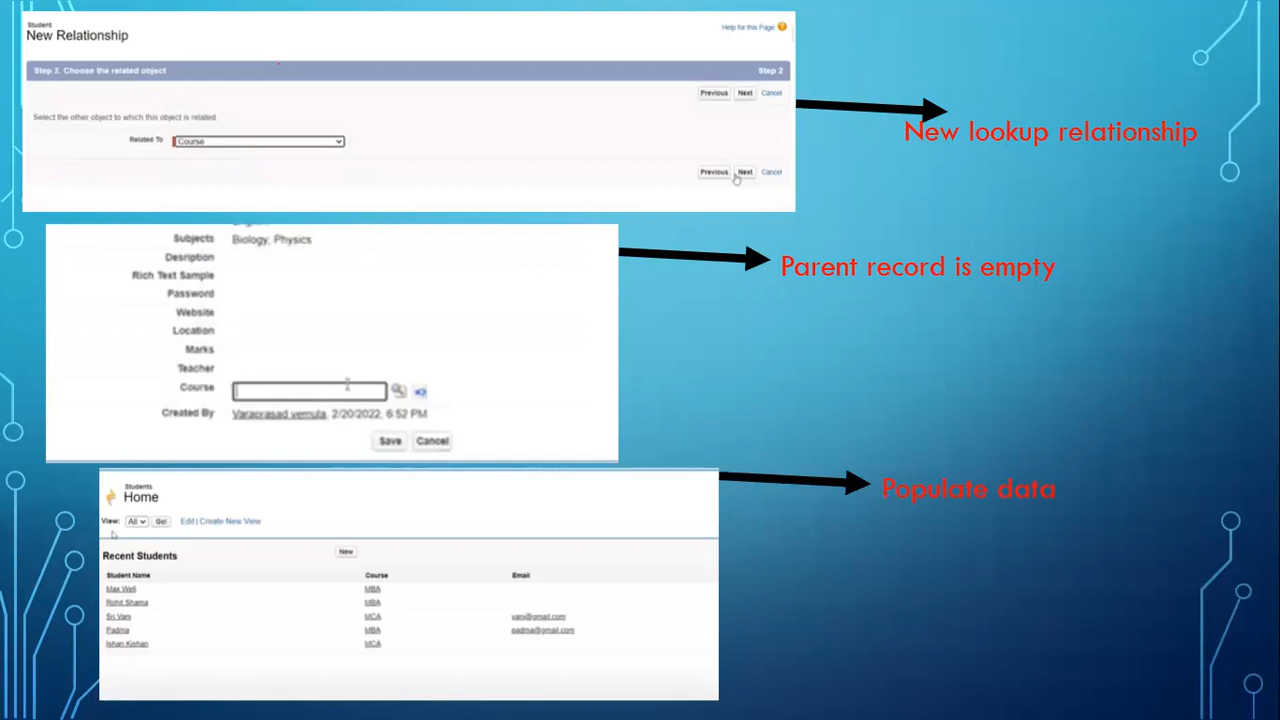 Student
New Relationship
Help for this Page
Step 2. Choose the related object
Step 2
Previous Next Cancel
Select the other object to which this object is related.
Related To Course
Previous Next Cancel
New lookup relationship
Subjects Biology, Physics
Desription
Rich Text Sample
Password
Website
Location
Marks
Teacher
Course
Created By Varaprasad vemula, 2/20/2022, 6:52 PM
Save Cancel
Parent record is empty
Students
Home
View: All Go! Edit | Create New View
Recent Students New
Student Name Course Email
Max Well MBA
Rohit Shama MBA
Sri Vani MCA vani@gmail.com
Padma MBA padma@gmail.com
Ishan Kishan MCA
Populate data